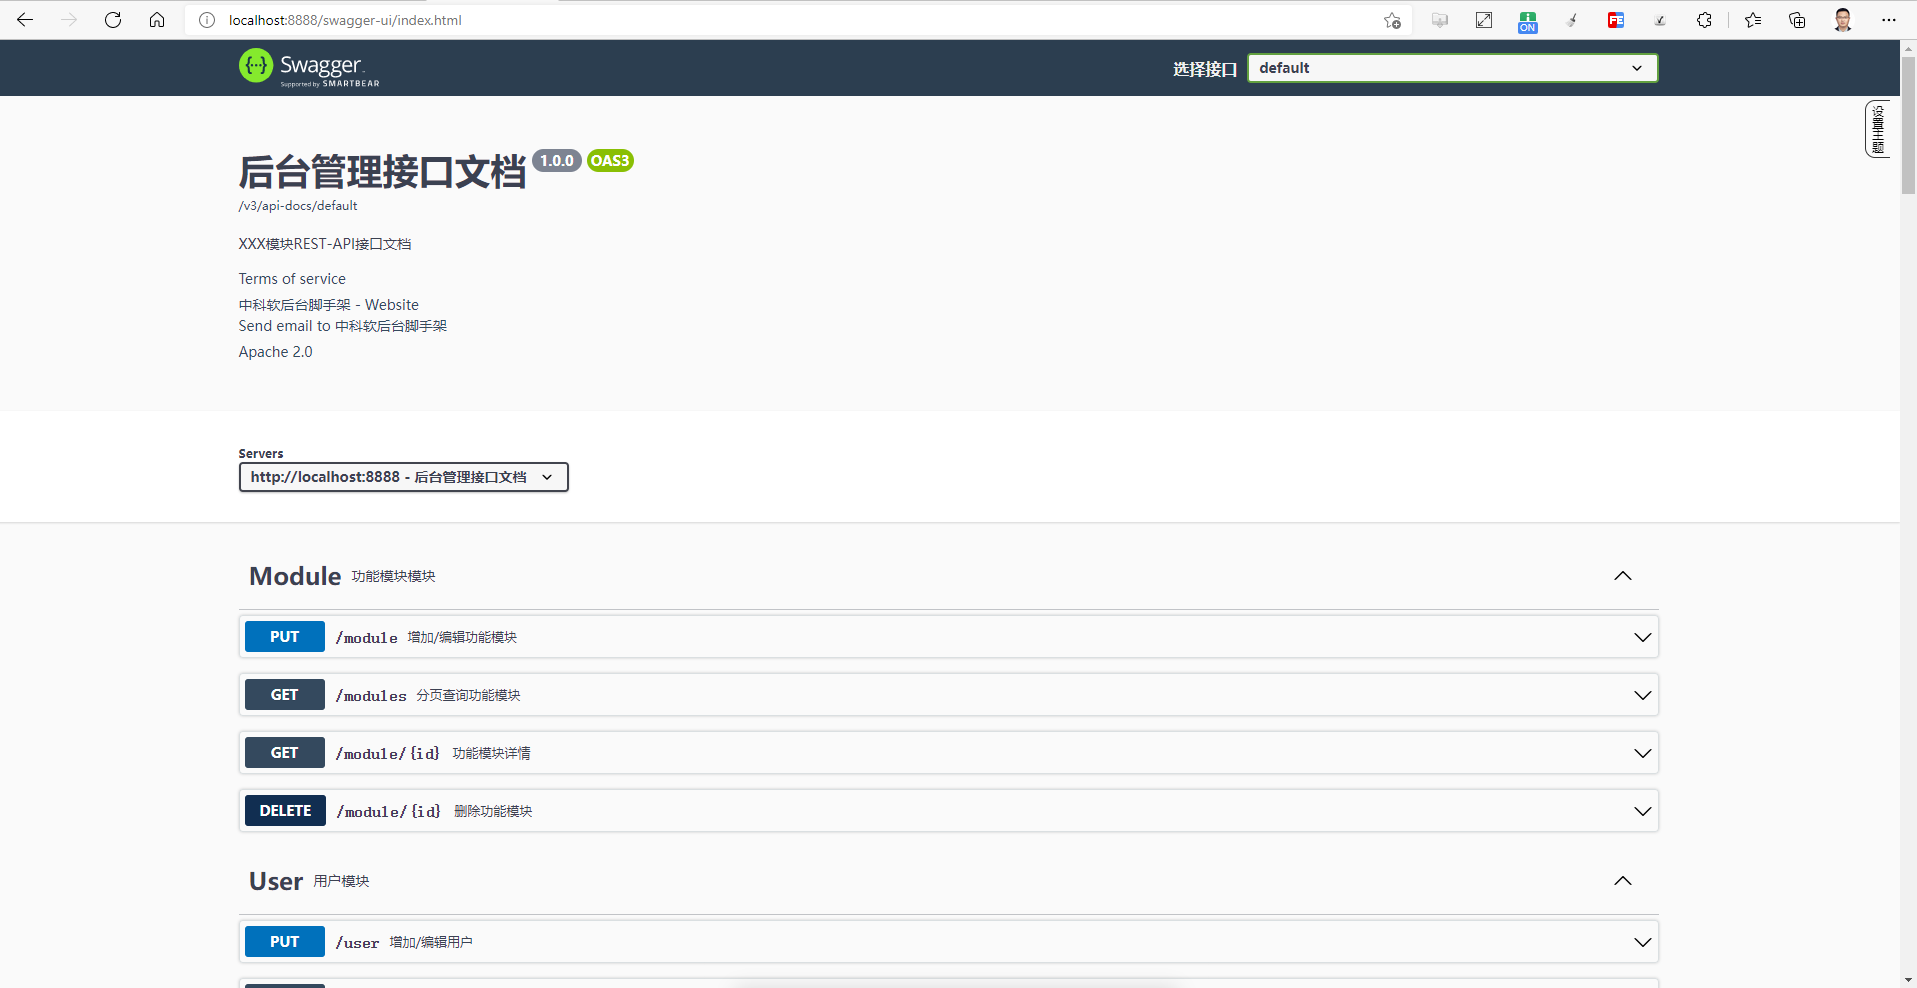 localhost:8888/swagger-ui/index.html
ON
FE
Swagger
Supported by SMARTBEAR
选择接口
default
设置主题
后台管理接口文档 1.0.0 OAS3
/v3/api-docs/default
XXX模块REST-API接口文档
Terms of service
中科软后台脚手架 - Website
Send email to 中科软后台脚手架
Apache 2.0
Servers
http://localhost:8888 - 后台管理接口文档
Module 功能模块模块
PUT /module 增加/编辑功能模块
GET /modules 分页查询功能模块
GET /module/{id} 功能模块详情
DELETE /module/{id} 删除功能模块
User 用户模块
PUT /user 增加/编辑用户